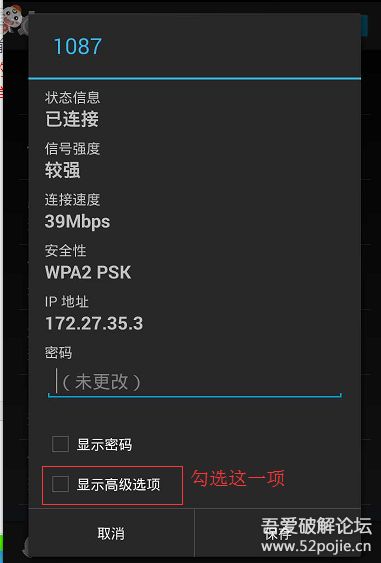 1087
状态信息
已连接
信号强度
较强
连接速度
39Mbps
安全性
WPA2 PSK
IP 地址
172.27.35.3
密码
（未更改）
显示密码
显示高级选项
勾选这一项
取消
保存
吾爱破解论坛
www.52pojie.cn